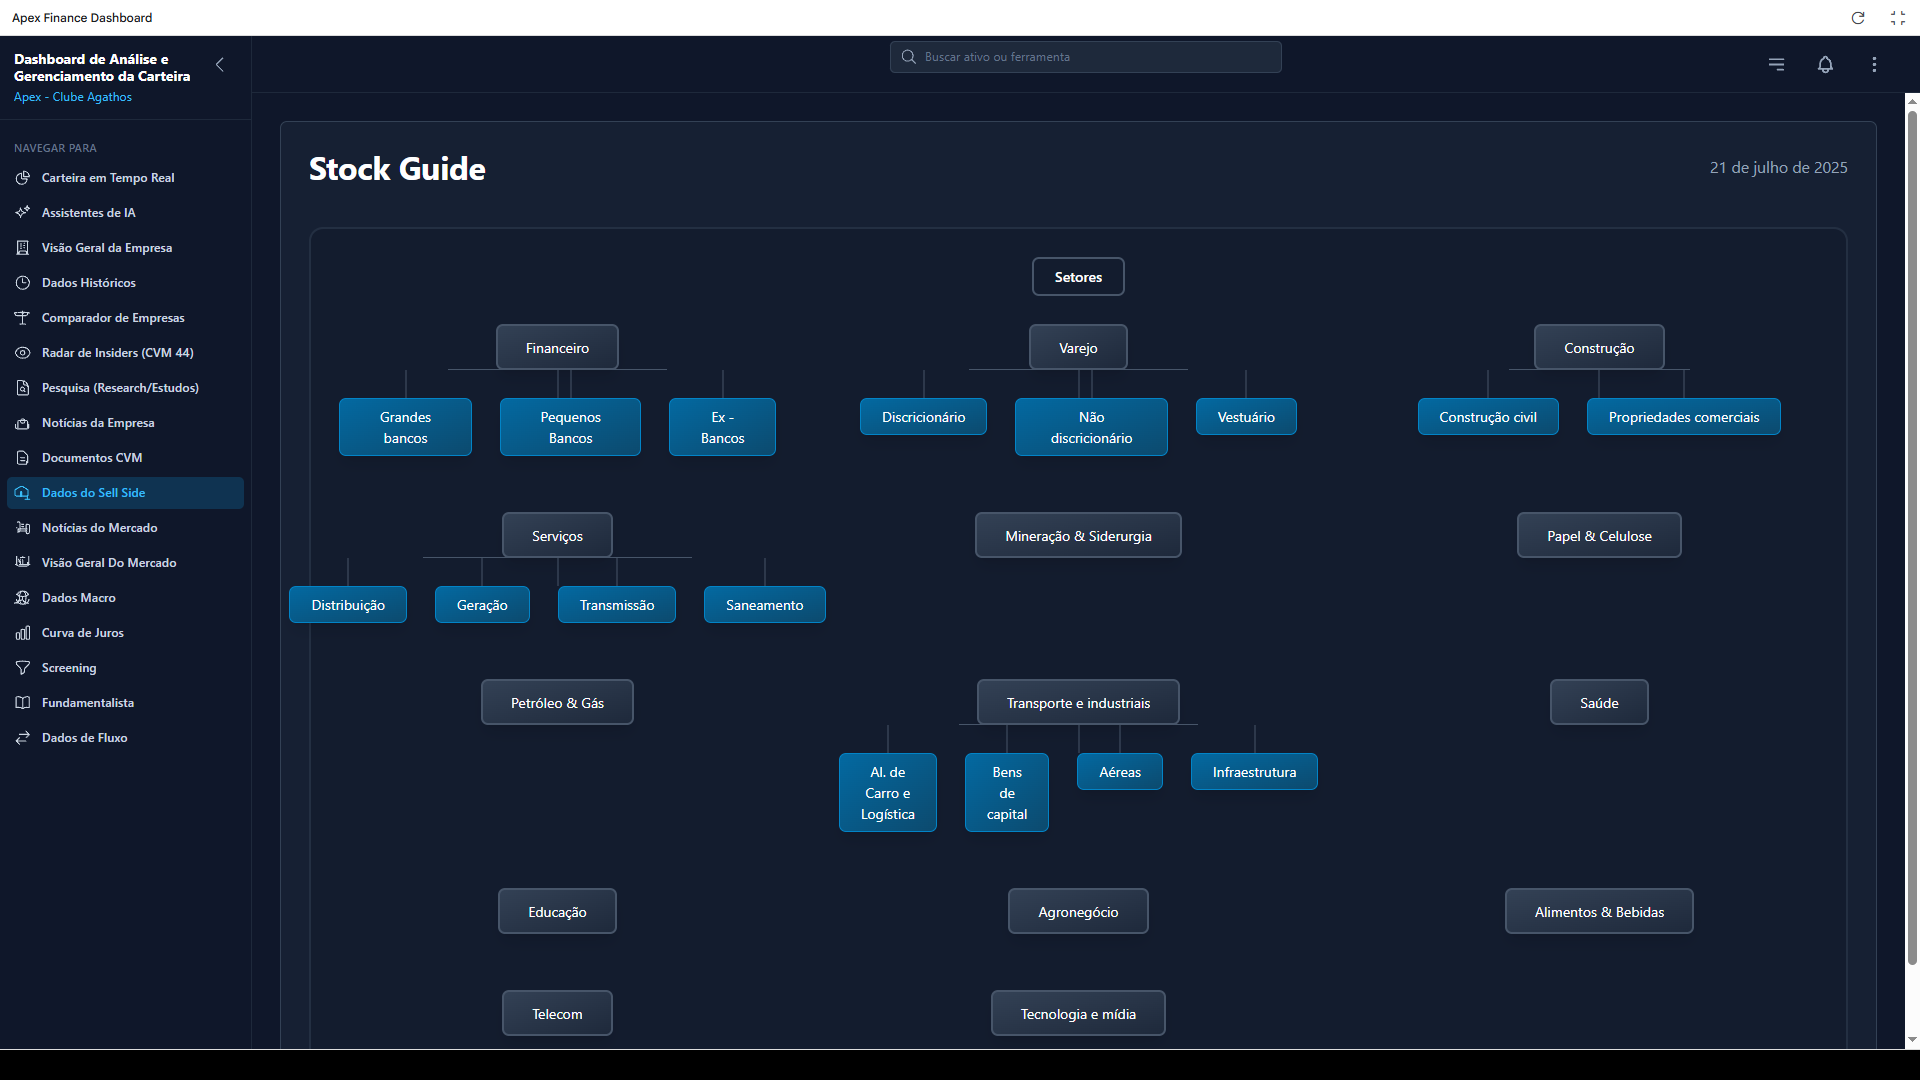 Apex Finance Dashboard
Dashboard de Análise e
Gerenciamento da Carteira
Apex - Clube Agathos
Buscar ativo ou ferramenta
NAVEGAR PARA
Carteira em Tempo Real
Assistentes de IA
Visão Geral da Empresa
Dados Históricos
Comparador de Empresas
Radar de Insiders (CVM 44)
Pesquisa (Research/Estudos)
Notícias da Empresa
Documentos CVM
Dados do Sell Side
Notícias do Mercado
Visão Geral Do Mercado
Dados Macro
Curva de Juros
Screening
Fundamentalista
Dados de Fluxo
Stock Guide
21 de julho de 2025
Setores
Financeiro
Grandes
bancos
Pequenos
Bancos
Ex -
Bancos
Varejo
Discricionário
Não
discricionário
Vestuário
Construção
Construção civil
Propriedades comerciais
Serviços
Distribuição
Geração
Transmissão
Saneamento
Mineração & Siderurgia
Papel & Celulose
Petróleo & Gás
Transporte e industriais
Al. de
Carro e
Logística
Bens
de
capital
Aéreas
Infraestrutura
Saúde
Educação
Agronegócio
Alimentos & Bebidas
Telecom
Tecnologia e mídia